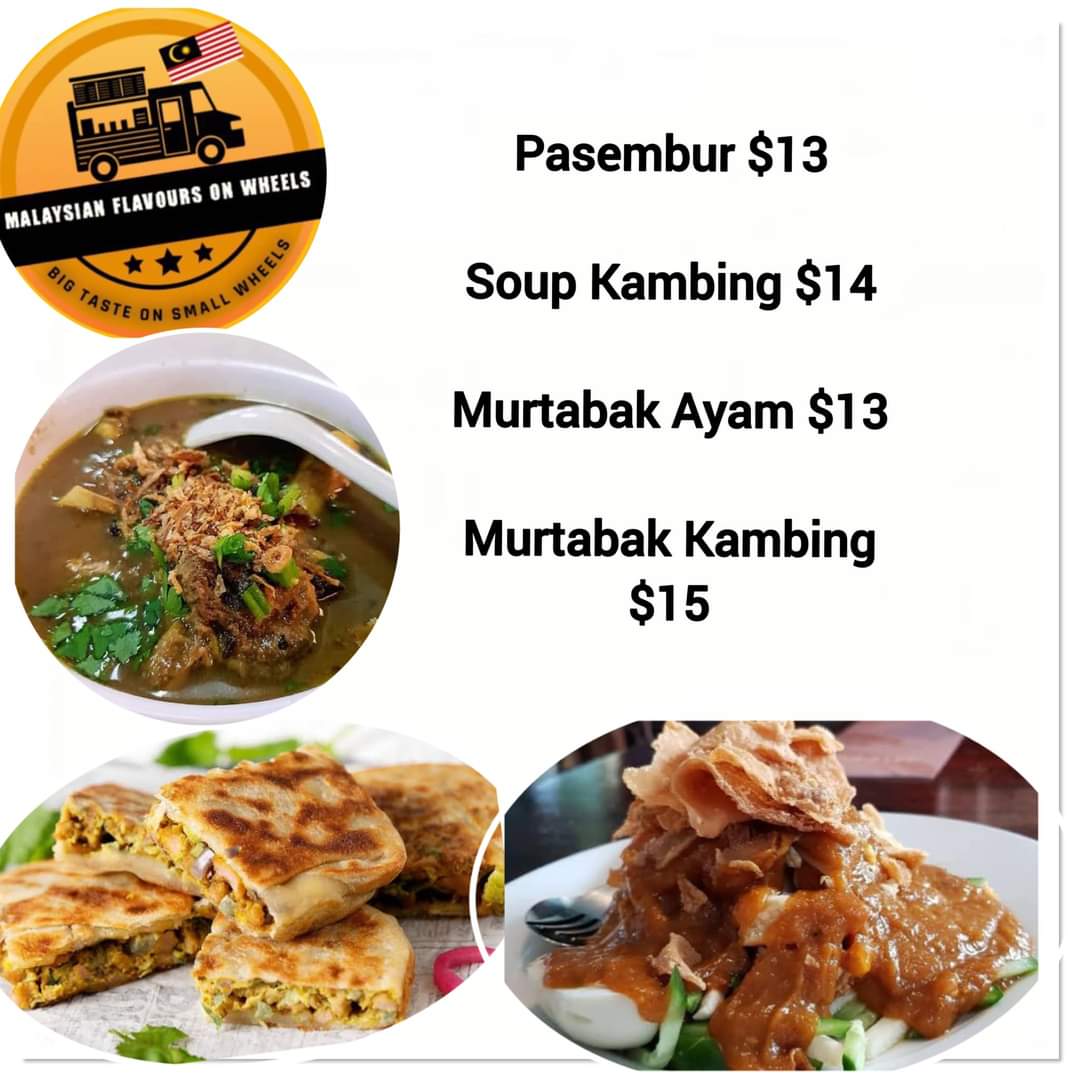 MALAYSIAN FLAVOURS ON WHEELS
BIG TASTE ON SMALL WHEELS
Pasembur $13
Soup Kambing $14
Murtabak Ayam $13
Murtabak Kambing
$15